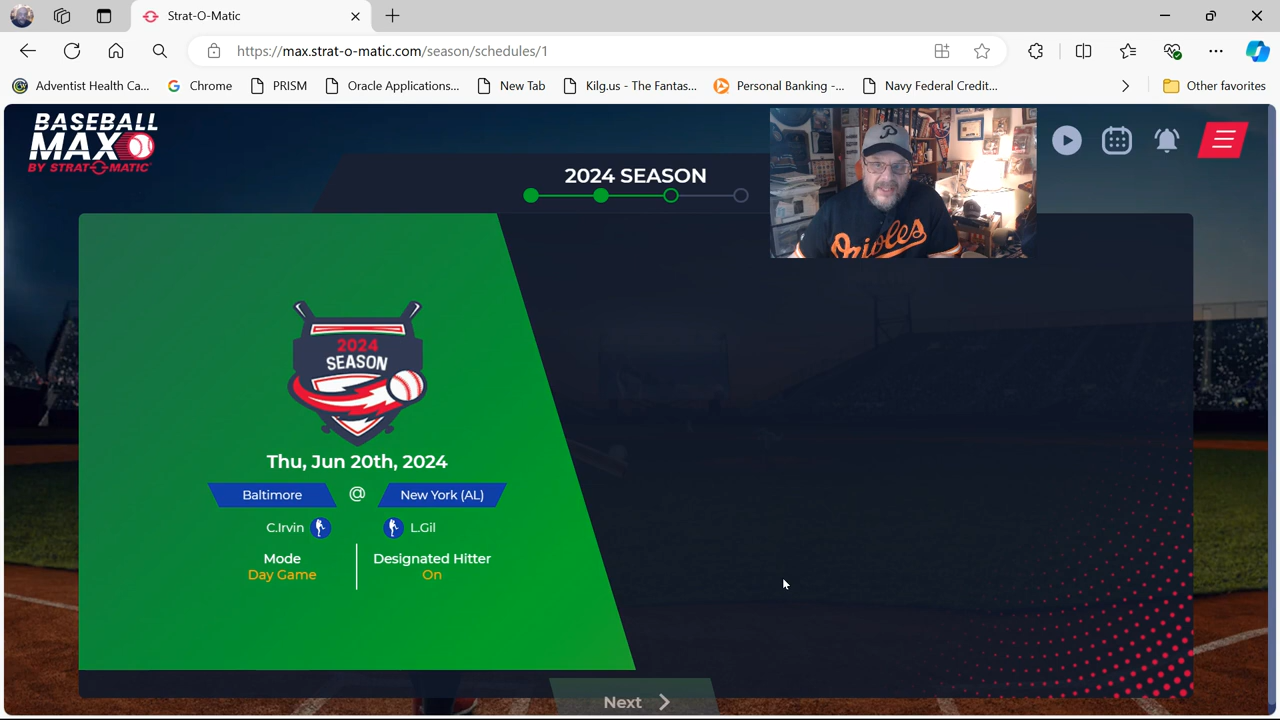 Strat-O-Matic
https://max.strat-o-matic.com/season/schedules/1
Adventist Health Ca...
Chrome
PRISM
Oracle Applications...
New Tab
Kilg.us - The Fantas...
Personal Banking -...
Navy Federal Credit...
Other favorites
BASEBALL
MAX
BY STRAT-O-MATIC
2024 SEASON
Orioles
2024
SEASON
Thu, Jun 20th, 2024
Baltimore @ New York (AL)
C.Irvin L.Gil
Mode Designated Hitter
Day Game On
Next